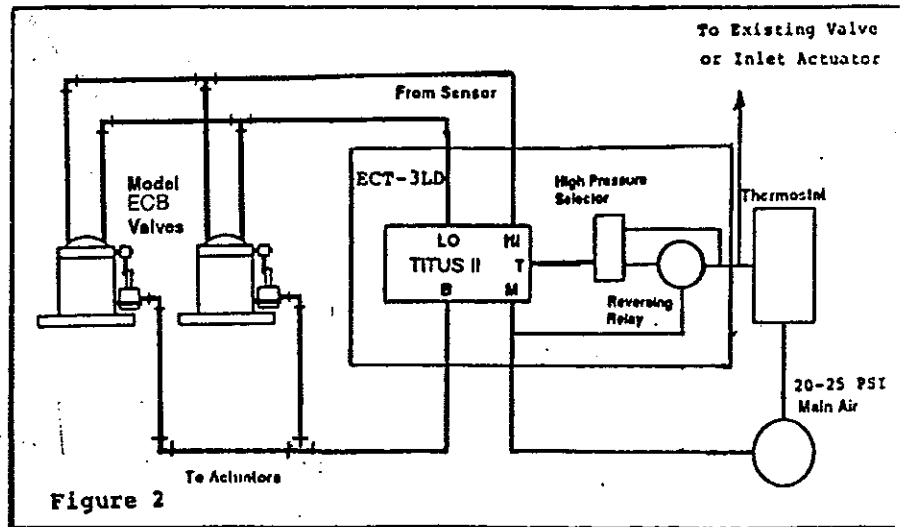 To Existing Valve
or Inlet Actuator
From Sensor
Model
ECB
Valves
ECT-3LD
High Pressure
Selector
Thermostat
LO
HI
TITUS II
T
B
M
Reversing
Relay
20-25 PSI
Main Air
To Actuators
Figure 2